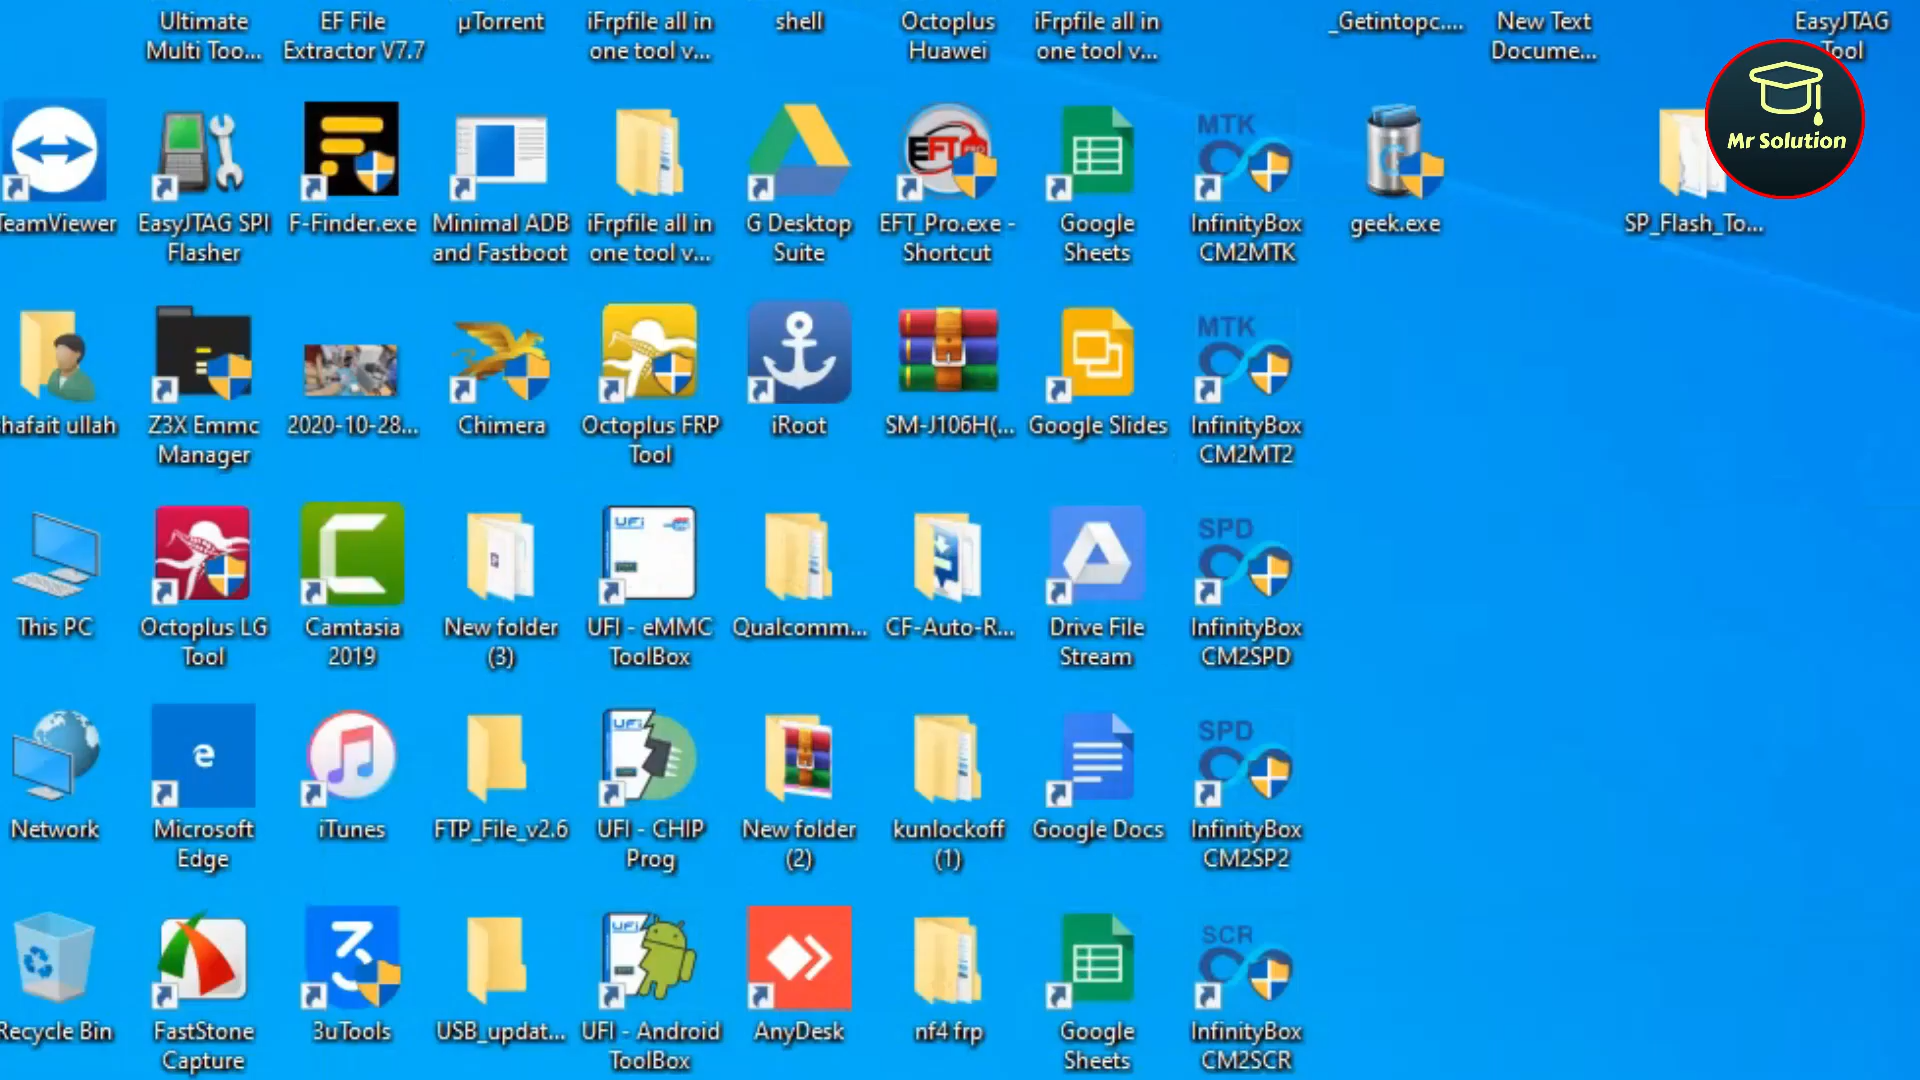 Ultimate
Multi Too...
EF File
Extractor V7.7
µTorrent
iFrpfile all in
one tool v...
shell
Octoplus
Huawei
iFrpfile all in
one tool v...
_Getintopc....
New Text
Docume...
EasyJTAG
Tool
Mr Solution
TeamViewer
EasyJTAG SPI
Flasher
F-Finder.exe
Minimal ADB
and Fastboot
iFrpfile all in
one tool v...
G Desktop
Suite
EFT PRO
EFT_Pro.exe -
Shortcut
Google
Sheets
MTK
InfinityBox
CM2MTK
geek.exe
SP_Flash_To...
hafait ullah
Z3X Emmc
Manager
2020-10-28...
Chimera
Octoplus FRP
Tool
iRoot
SM-J106H(...
Google Slides
MTK
InfinityBox
CM2MT2
This PC
Octoplus LG
Tool
Camtasia
2019
New folder
(3)
UFi
UFI - eMMC
ToolBox
Qualcomm...
CF-Auto-R...
Drive File
Stream
SPD
InfinityBox
CM2SPD
Network
Microsoft
Edge
iTunes
FTP_File_v2.6
UFi
UFI - CHIP
Prog
New folder
(2)
kunlockoff
(1)
Google Docs
SPD
InfinityBox
CM2SP2
Recycle Bin
FastStone
Capture
3uTools
USB_updat...
UFi
UFI - Android
ToolBox
AnyDesk
nf4 frp
Google
Sheets
SCR
InfinityBox
CM2SCR